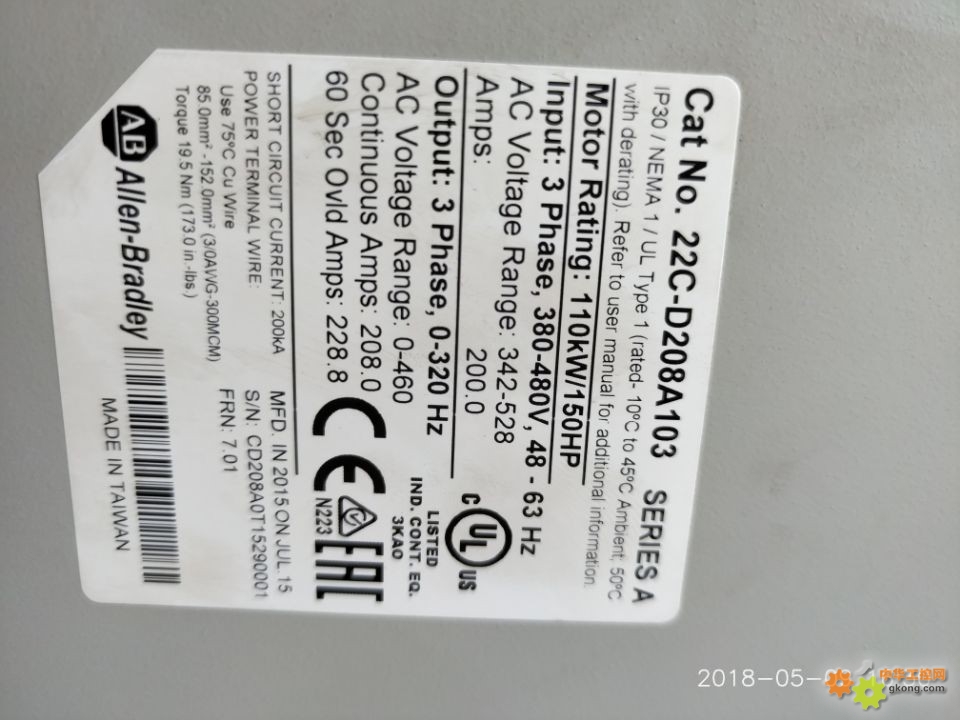 Cat No. 22C-D208A103 SERIES A
IP30 / NEMA 1 / UL Type 1 (rated- 10°C to 45°C Ambient, 50°C
with derating). Refer to user manual for additional information.
Motor Rating: 110kW/150HP
Input: 3 Phase, 380-480V, 48 - 63 Hz
AC Voltage Range: 342-528
Amps: 200.0
Output: 3 Phase, 0-320 Hz
AC Voltage Range: 0-460
Continuous Amps: 208.0
60 Sec Ovld Amps: 228.8
C UL US
LISTED
IND. CONT. EQ.
3KAO
CE
N223
EAC
SHORT CIRCUIT CURRENT: 200kA
POWER TERMINAL WIRE:
Use 75°C Cu Wire
85.0mm² -152.0mm² (3/0AWG-300MCM)
Torque 19.5 Nm (173.0 in.-lbs.)
MFD. IN 2015 ON JUL.15
S/N: CD208A0T15290001
FRN: 7.01
AB Allen-Bradley
MADE IN TAIWAN
2018-05-
中华工控网
gkong.com